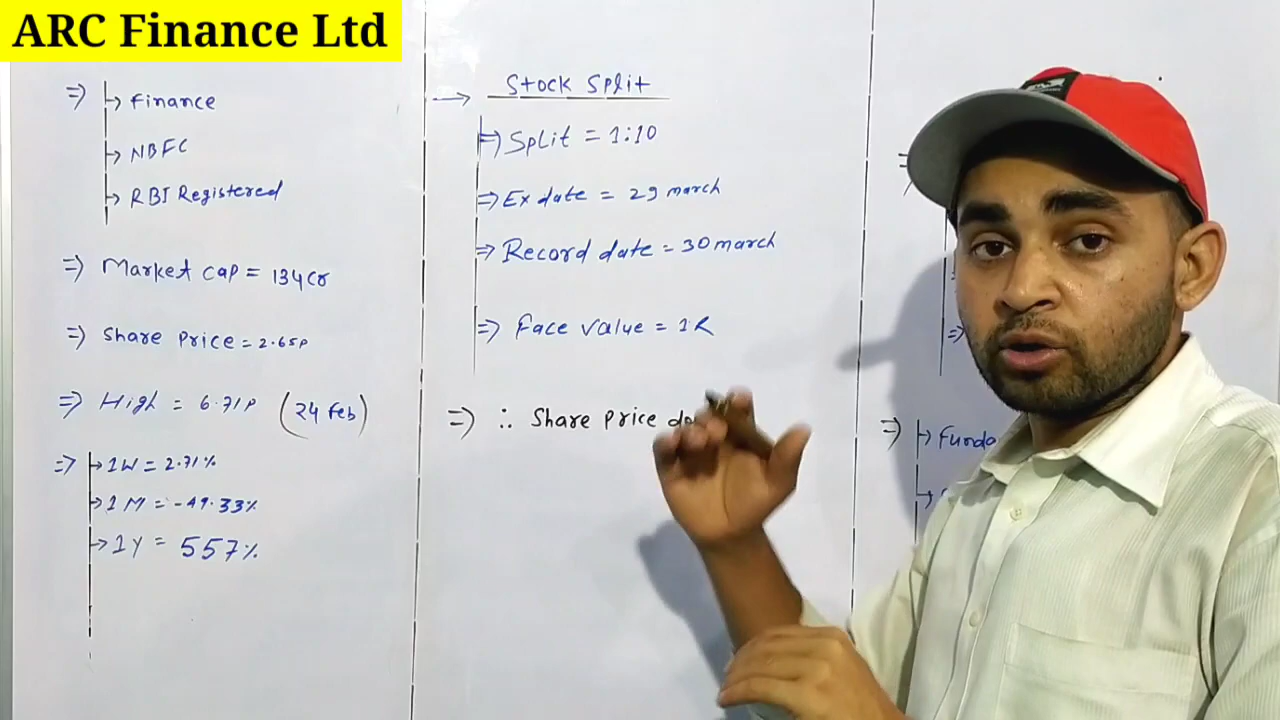 ARC Finance Ltd
⇒ → Finance
→ NBFC
→ RBI Registered
⇒ Market cap = 134cr
⇒ Share Price = 2.65P
⇒ High = 6.71P (24 Feb)
⇒ → 1W = 2.71%
→ 1M = -49.33%
→ 1Y = 557%
→ Stock Split
⇒ Split = 1:10
⇒ Ex date = 29 march
⇒ Record date = 30 march
⇒ Face Value = 1R
⇒ ∴ Share Price
⇒
⇒
⇒ → Funda